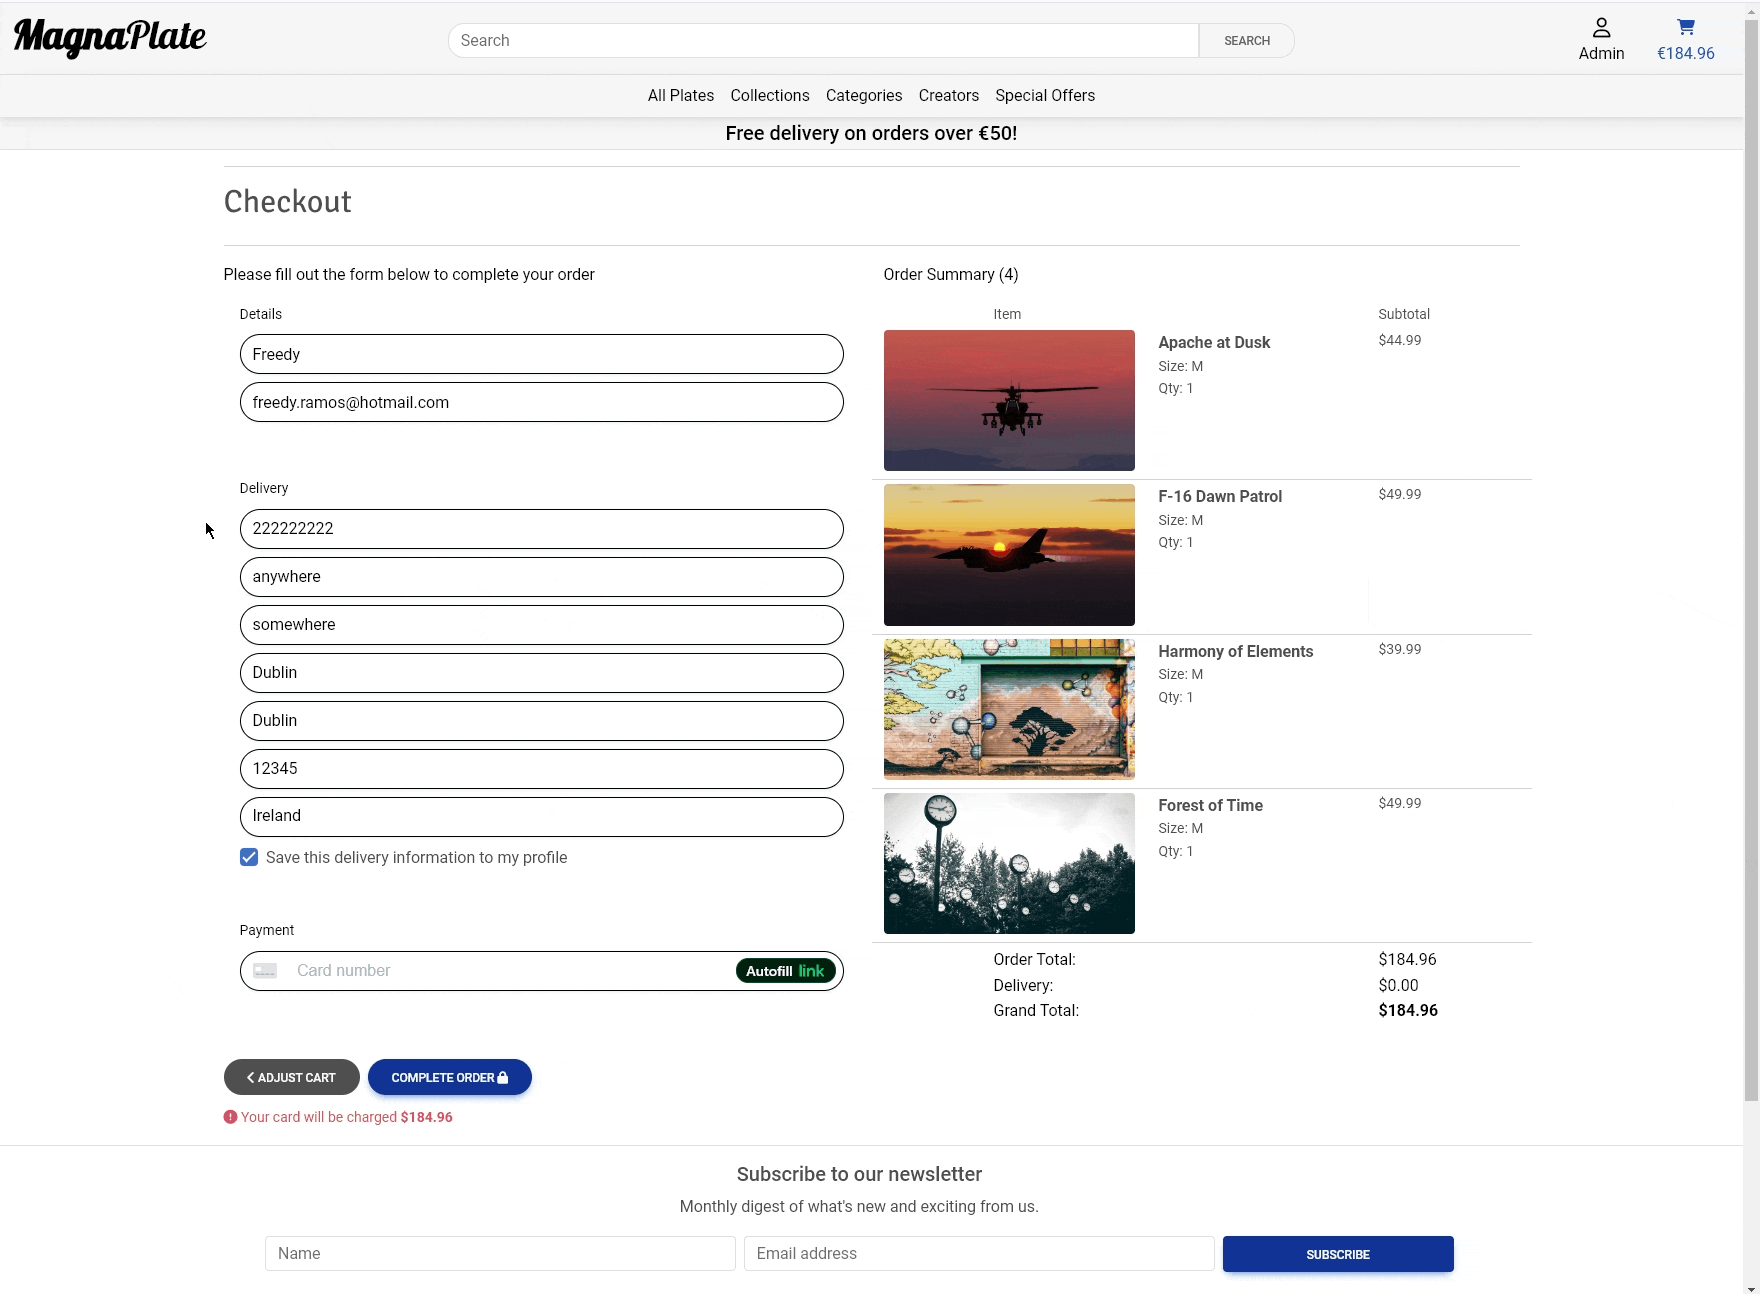 MagnaPlate
Search
SEARCH
Admin
€184.96
All Plates Collections Categories Creators Special Offers
Free delivery on orders over €50!
Checkout
Please fill out the form below to complete your order
Details
Freedy
freedy.ramos@hotmail.com
Delivery
222222222
anywhere
somewhere
Dublin
Dublin
12345
Ireland
Save this delivery information to my profile
Payment
Card number
Autofill link
ADJUST CART
COMPLETE ORDER
Your card will be charged $184.96
Order Summary (4)
Item Subtotal
Apache at Dusk $44.99
Size: M
Qty: 1
F-16 Dawn Patrol $49.99
Size: M
Qty: 1
Harmony of Elements $39.99
Size: M
Qty: 1
Forest of Time $49.99
Size: M
Qty: 1
Order Total: $184.96
Delivery: $0.00
Grand Total: $184.96
Subscribe to our newsletter
Monthly digest of what's new and exciting from us.
Name
Email address
SUBSCRIBE